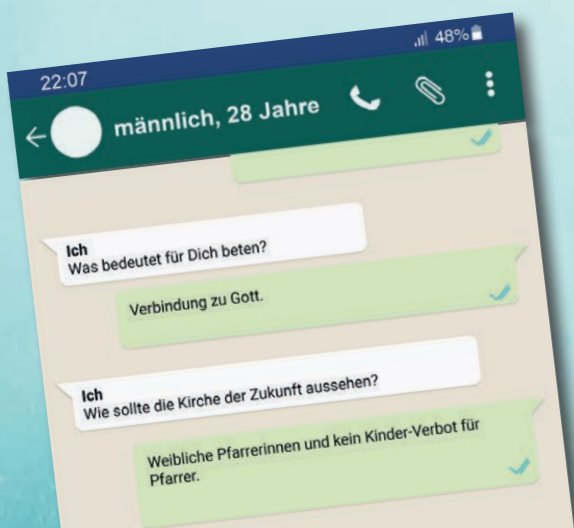 22:07
48%
männlich, 28 Jahre
Ich
Was bedeutet für Dich beten?
Verbindung zu Gott.
Ich
Wie sollte die Kirche der Zukunft aussehen?
Weibliche Pfarrerinnen und kein Kinder-Verbot für
Pfarrer.